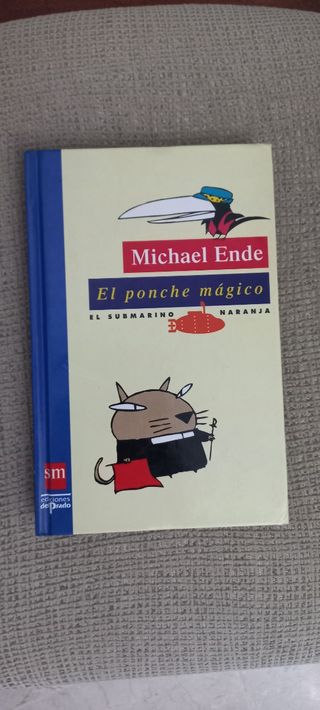 Michael Ende
El ponche mágico
EL SUBMARINO NARANJA
sm
ediciones
del Prado